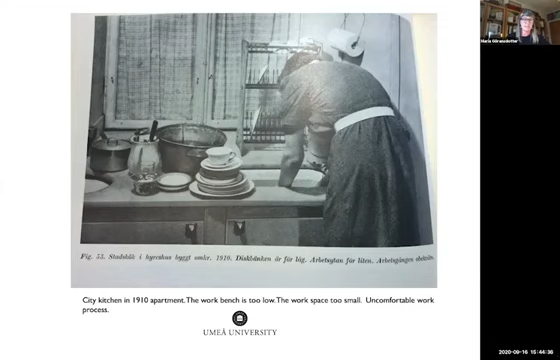 Maria Göransdotter
Fig. 53. Stadskök i hyreshus byggt omkr. 1910. Diskbänken är för låg. Arbetsytan för liten. Arbetsgången
City kitchen in 1910 apartment.The work bench is too low.The work space too small. Uncomfortable work
process.
UMEÅ UNIVERSITY
2020-09-16 15:44:36